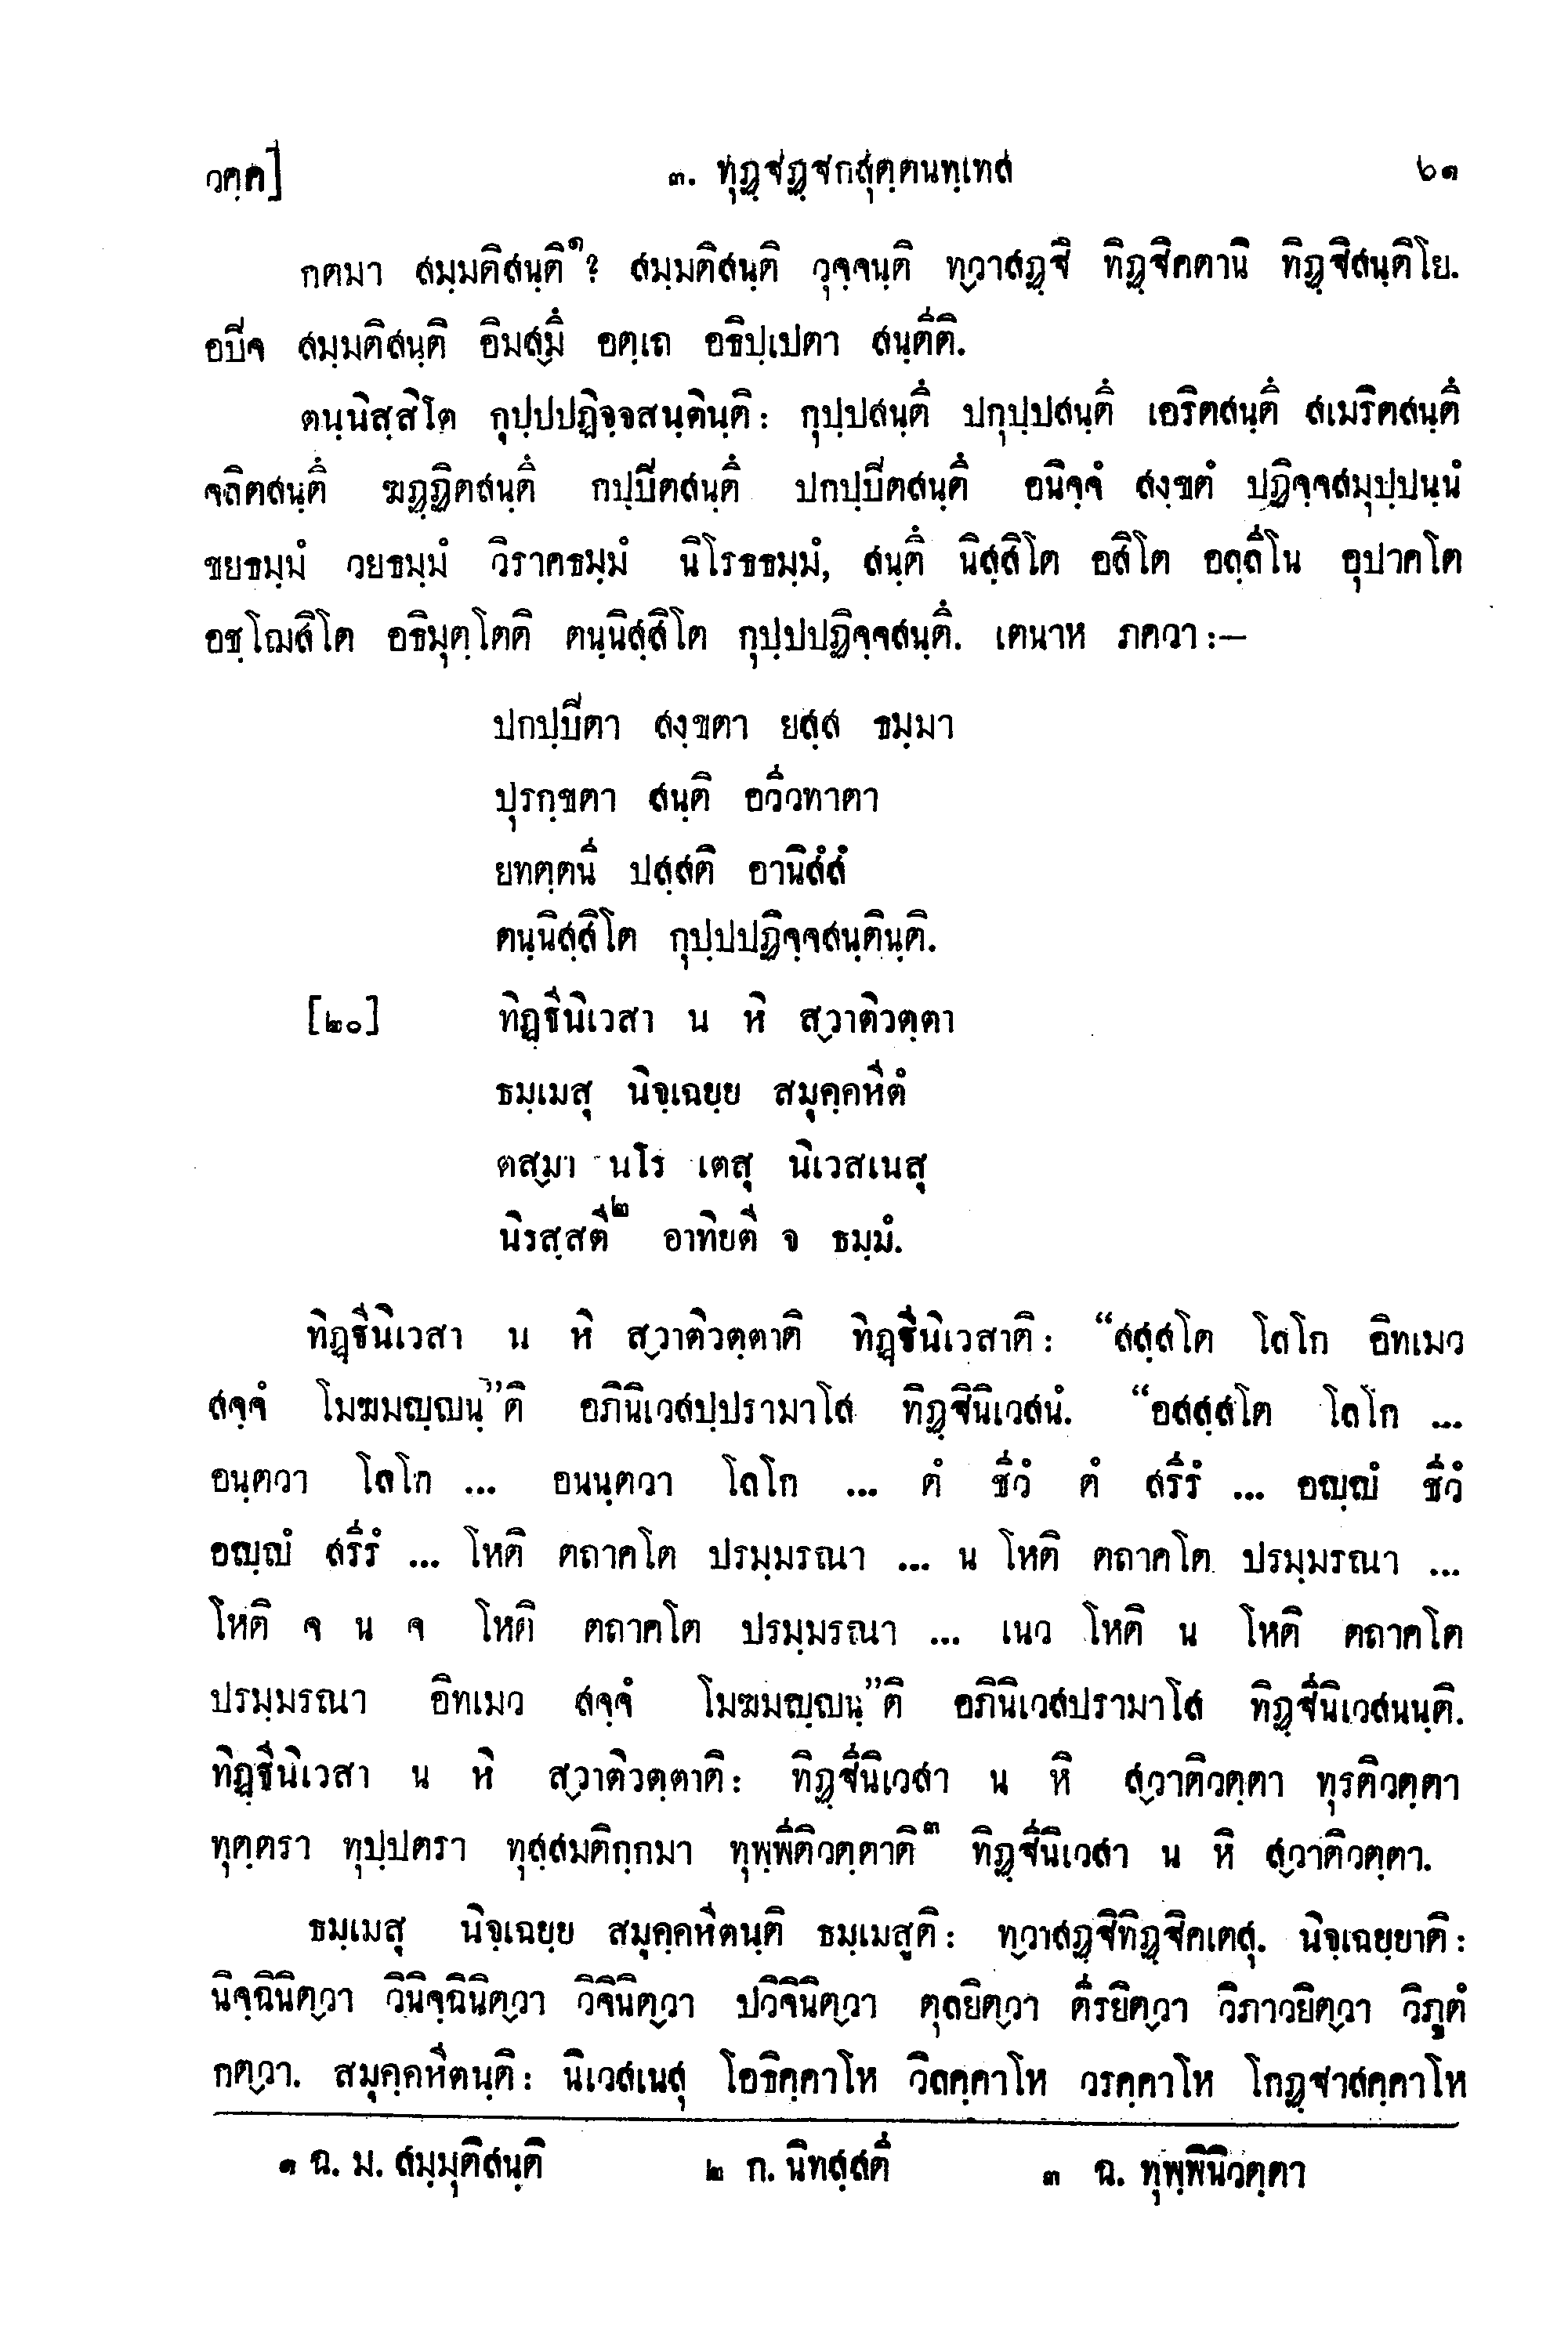 วคฺค]	๓. ทุฏฺฐฏฺฐกสุตฺตนทฺเทส	๖๑
กตมา สมฺมติสนฺติ๑? สมฺมติสนฺติ วุจฺจนฺติ ทฺวาสฏฺฐี ทิฏฺฐิคตานิ ทิฏฺฐิสนฺติโย.
อปิจ สมฺมติสนฺติ อิมสฺมึ อตฺเถ อธิปฺเปตา สนฺตีติ.
ตนฺนิสฺสิโต กุปฺปปฏิจฺจสนฺตินฺติ: กุปฺปสนฺตึ ปกุปฺปสนฺตึ เอริตสนฺตึ สเมริตสนฺตึ
จลิตสนฺตึ ฆฏฺฏิตสนฺตึ กปฺปิตสนฺตึ ปกปฺปิตสนฺตึ อนิจฺจํ สงฺขตํ ปฏิจฺจสมุปฺปนฺนํ
ขยธมฺมํ วยธมฺมํ วิราคธมฺมํ นิโรธธมฺมํ, สนฺตึ นิสฺสิโต อสิโต อลฺลีโน อุปาคโต
อชฺโฌสิโต อธิมุตฺโตติ ตนฺนิสฺสิโต กุปฺปปฏิจฺจสนฺตึ. เตนาห ภควา:—
ปกปฺปิตา สงฺขตา ยสฺส ธมฺมา
ปุรกฺขตา สนฺติ อวีวทาตา
ยทตฺตนี ปสฺสติ อานิสํสํ
ตนฺนิสฺสิโต กุปฺปปฏิจฺจสนฺตินฺติ.
[๒๐]	ทิฏฺฐีนิเวสา น หิ สฺวาติวตฺตา
ธมฺเมสุ นิจฺเฉยฺย สมุคฺคหีตํ
ตสฺมา นโร เตสุ นิเวสเนสุ
นิรสฺสตี๒ อาทิยตี จ ธมฺมํ.
ทิฏฺฐีนิเวสา น หิ สฺวาติวตฺตาติ ทิฏฺฐีนิเวสาติ: “สสฺสโต โลโก อิทเมว
สจฺจํ โมฆมญฺญนฺ”ติ อภินิเวสปฺปรามาโส ทิฏฺฐินิเวสนํ. “อสสฺสโต โลโก ...
อนฺตวา โลโก ... อนนฺตวา โลโก ... ตํ ชีวํ ตํ สรีรํ ... อญฺญํ ชีวํ
อญฺญํ สรีรํ ... โหติ ตถาคโต ปรมฺมรณา ... น โหติ ตถาคโต ปรมฺมรณา ...
โหติ จ น จ โหติ ตถาคโต ปรมฺมรณา ... เนว โหติ น โหติ ตถาคโต
ปรมฺมรณา อิทเมว สจฺจํ โมฆมญฺญนฺ”ติ อภินิเวสปรามาโส ทิฏฺฐีนิเวสนนฺติ.
ทิฏฺฐีนิเวสา น หิ สฺวาติวตฺตาติ: ทิฏฺฐีนิเวสา น หิ สฺวาติวตฺตา ทุรติวตฺตา
ทุตฺตรา ทุปฺปตรา ทุสฺสมติกฺกมา ทุพฺพีติวตฺตาติ๓ ทิฏฺฐีนิเวสา น หิ สฺวาติวตฺตา.
ธมฺเมสุ นิจฺเฉยฺย สมุคฺคหีตนฺติ ธมฺเมสูติ: ทฺวาสฏฺฐิทิฏฺฐิคเตสุ. นิจฺเฉยฺยาติ:
นิจฺฉินิตฺวา วินิจฺฉินิตฺวา วิจินิตฺวา ปวิจินิตฺวา ตุลยิตฺวา ตีรยิตฺวา วิภาวยิตฺวา วิภูตํ
กตฺวา. สมุคฺคหีตนฺติ: นิเวสเนสุ โอธิคฺคาโห วิลคฺคาโห วรคฺคาโห โกฏฺฐาสคฺคาโห
๑ ฉ. ม. สมฺมุติสนฺติ	๒ ก. นิทสฺสตี	๓ ฉ. ทุพฺพินิวตฺตา